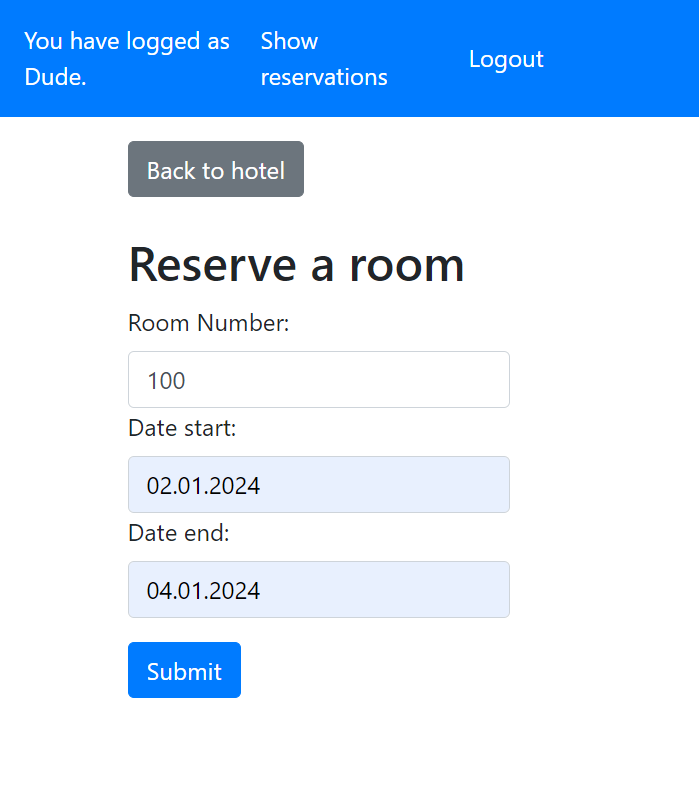 You have logged as
Dude.
Show
reservations
Logout
Back to hotel
Reserve a room
Room Number:
100
Date start:
02.01.2024
Date end:
04.01.2024
Submit